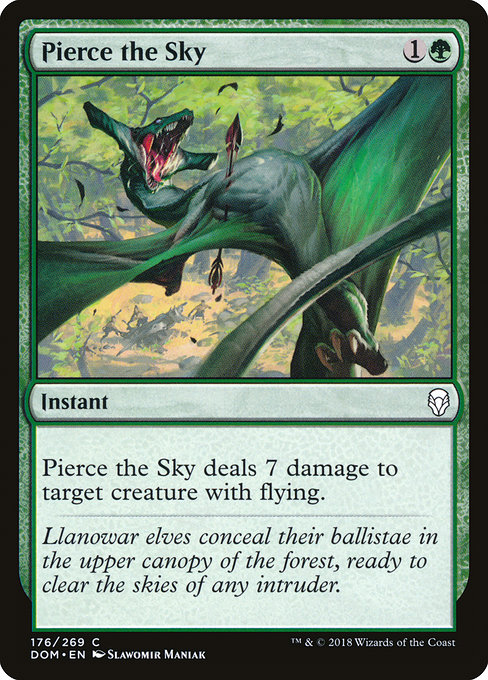 Pierce the Sky 1
Instant
Pierce the Sky deals 7 damage to
target creature with flying.
Llanowar elves conceal their ballistae in
the upper canopy of the forest, ready to
clear the skies of any intruder.
176/269 C
DOM • EN Slawomir Maniak
™ & © 2018 Wizards of the Coast